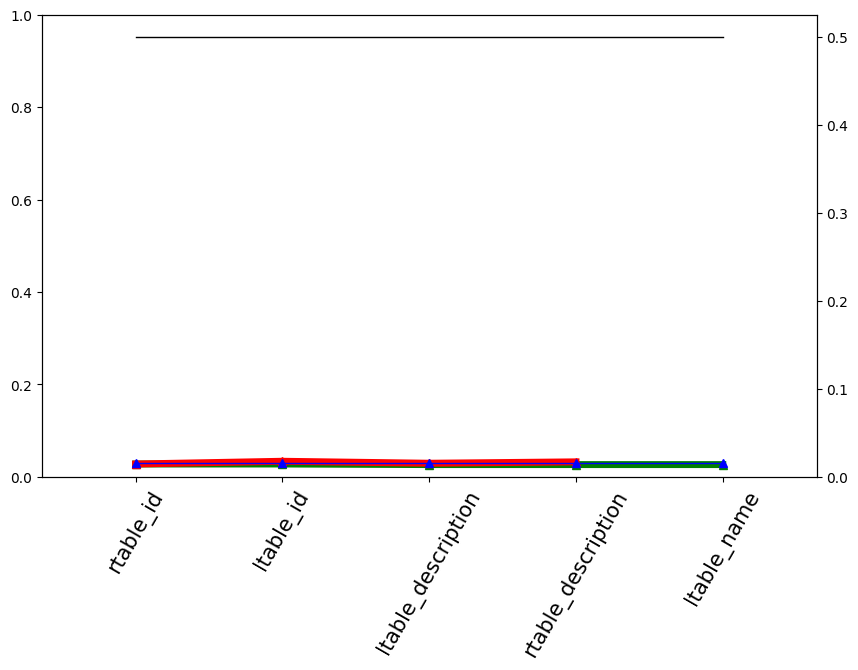 1.0
0.8
0.6
0.4
0.2
0.0
0.5
0.4
0.3
0.2
0.1
0.0
rtable_id
ltable_id
ltable_description
rtable_description
ltable_name